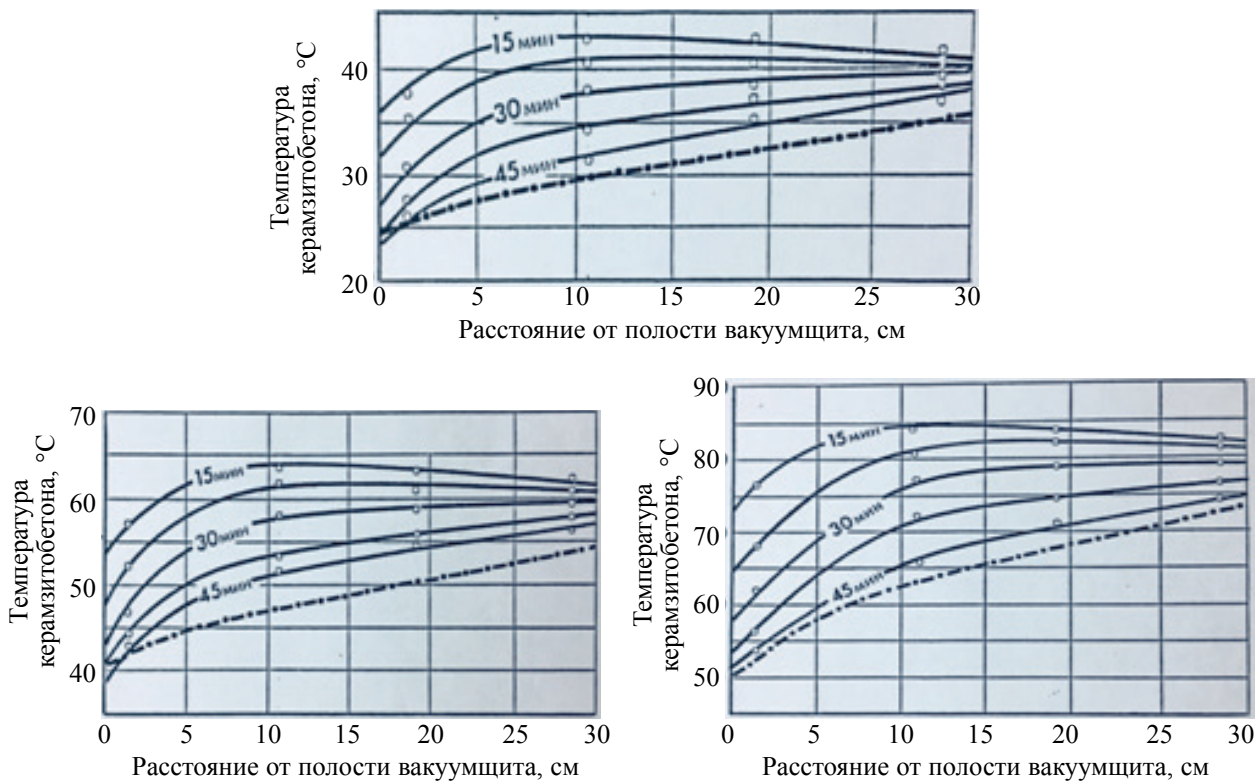 Температура
керамзитобетона, °С
40
30
20
15 мин
30 мин
45 мин
0 5 10 15 20 25 30
Расстояние от полости вакуумщита, см
Температура
керамзитобетона, °С
70
60
50
40
15 мин
30 мин
45 мин
0 5 10 15 20 25 30
Расстояние от полости вакуумщита, см
Температура
керамзитобетона, °С
90
80
70
60
50
15 мин
30 мин
45 мин
0 5 10 15 20 25 30
Расстояние от полости вакуумщита, см